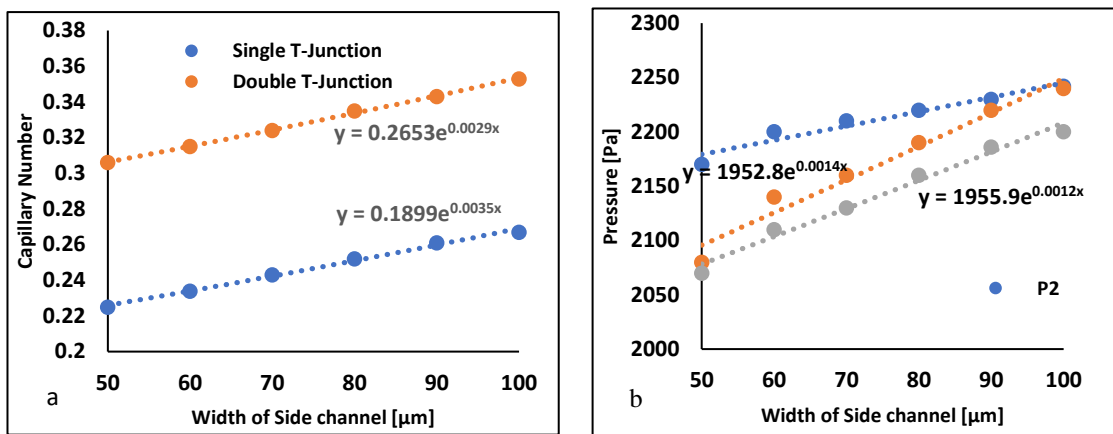 0.38
0.36
0.34
0.32
0.3
0.28
0.26
0.24
0.22
0.2
Capillary Number
Single T-Junction
Double T-Junction
y = 0.2653e^0.0029x
y = 0.1899e^0.0035x
50 60 70 80 90 100
a
Width of Side channel [µm]
2300
2250
2200
2150
2100
2050
2000
Pressure [Pa]
y = 1952.8e^0.0014x
y = 1955.9e^0.0012x
P2
50 60 70 80 90 100
b
Width of Side channel [µm]